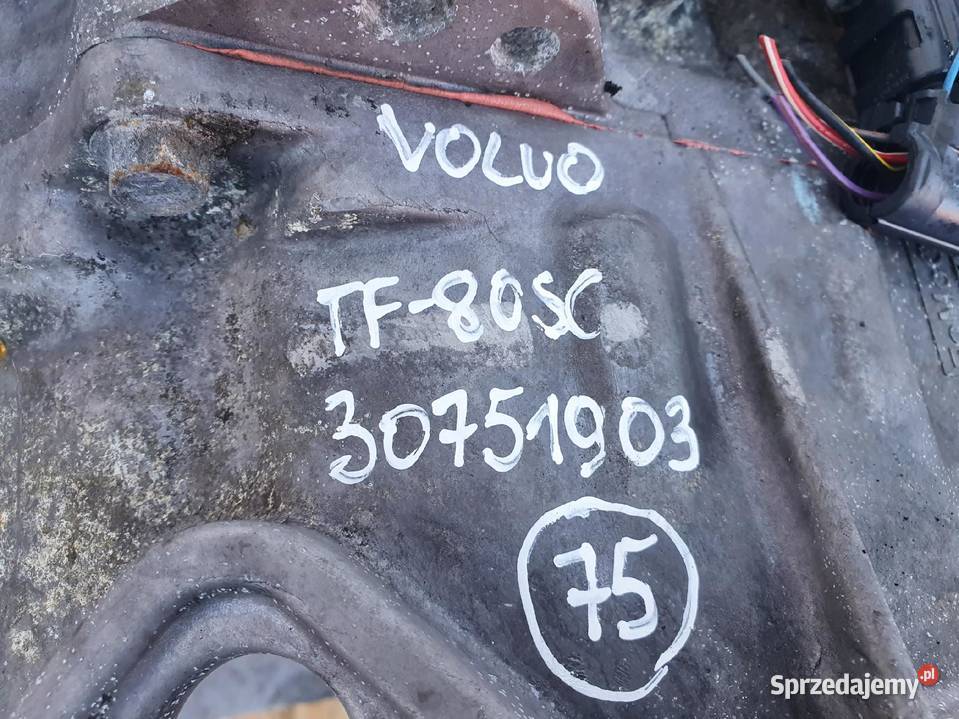 VOLVO
TF-80SC
30751903
75
Sprzedajemy.pl